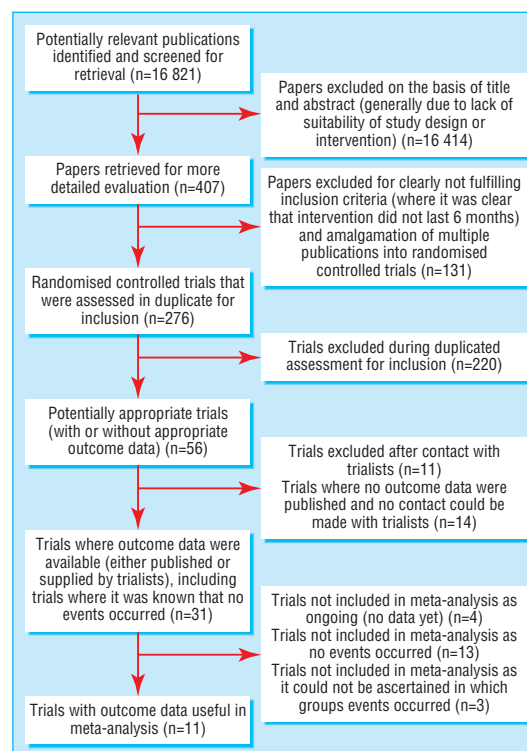 Potentially relevant publications
identified and screened for
retrieval (n=16 821)
Papers excluded on the basis of title
and abstract (generally due to lack of
suitability of study design or
intervention) (n=16 414)
Papers retrieved for more
detailed evaluation (n=407)
Papers excluded for clearly not fulfilling
inclusion criteria (where it was clear
that intervention did not last 6 months)
and amalgamation of multiple
publications into randomised
controlled trials (n=131)
Randomised controlled trials that
were assessed in duplicate for
inclusion (n=276)
Trials excluded during duplicated
assessment for inclusion (n=220)
Potentially appropriate trials
(with or without appropriate
outcome data) (n=56)
Trials excluded after contact with
trialists (n=11)
Trials where no outcome data were
published and no contact could be
made with trialists (n=14)
Trials where outcome data were
available (either published or
supplied by trialists), including
trials where it was known that no
events occurred (n=31)
Trials not included in meta-analysis as
ongoing (no data yet) (n=4)
Trials not included in meta-analysis as
no events occurred (n=13)
Trials not included in meta-analysis as
it could not be ascertained in which
groups events occurred (n=3)
Trials with outcome data useful in
meta-analysis (n=11)